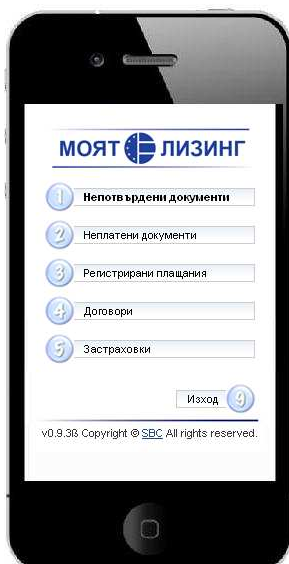 МОЯТ ЛИЗИНГ
1 Непотвърдени документи
2 Неплатени документи
3 Регистрирани плащания
4 Договори
5 Застраховки
Изход 9
v0.9.3ß Copyright © SBC All rights reserved.